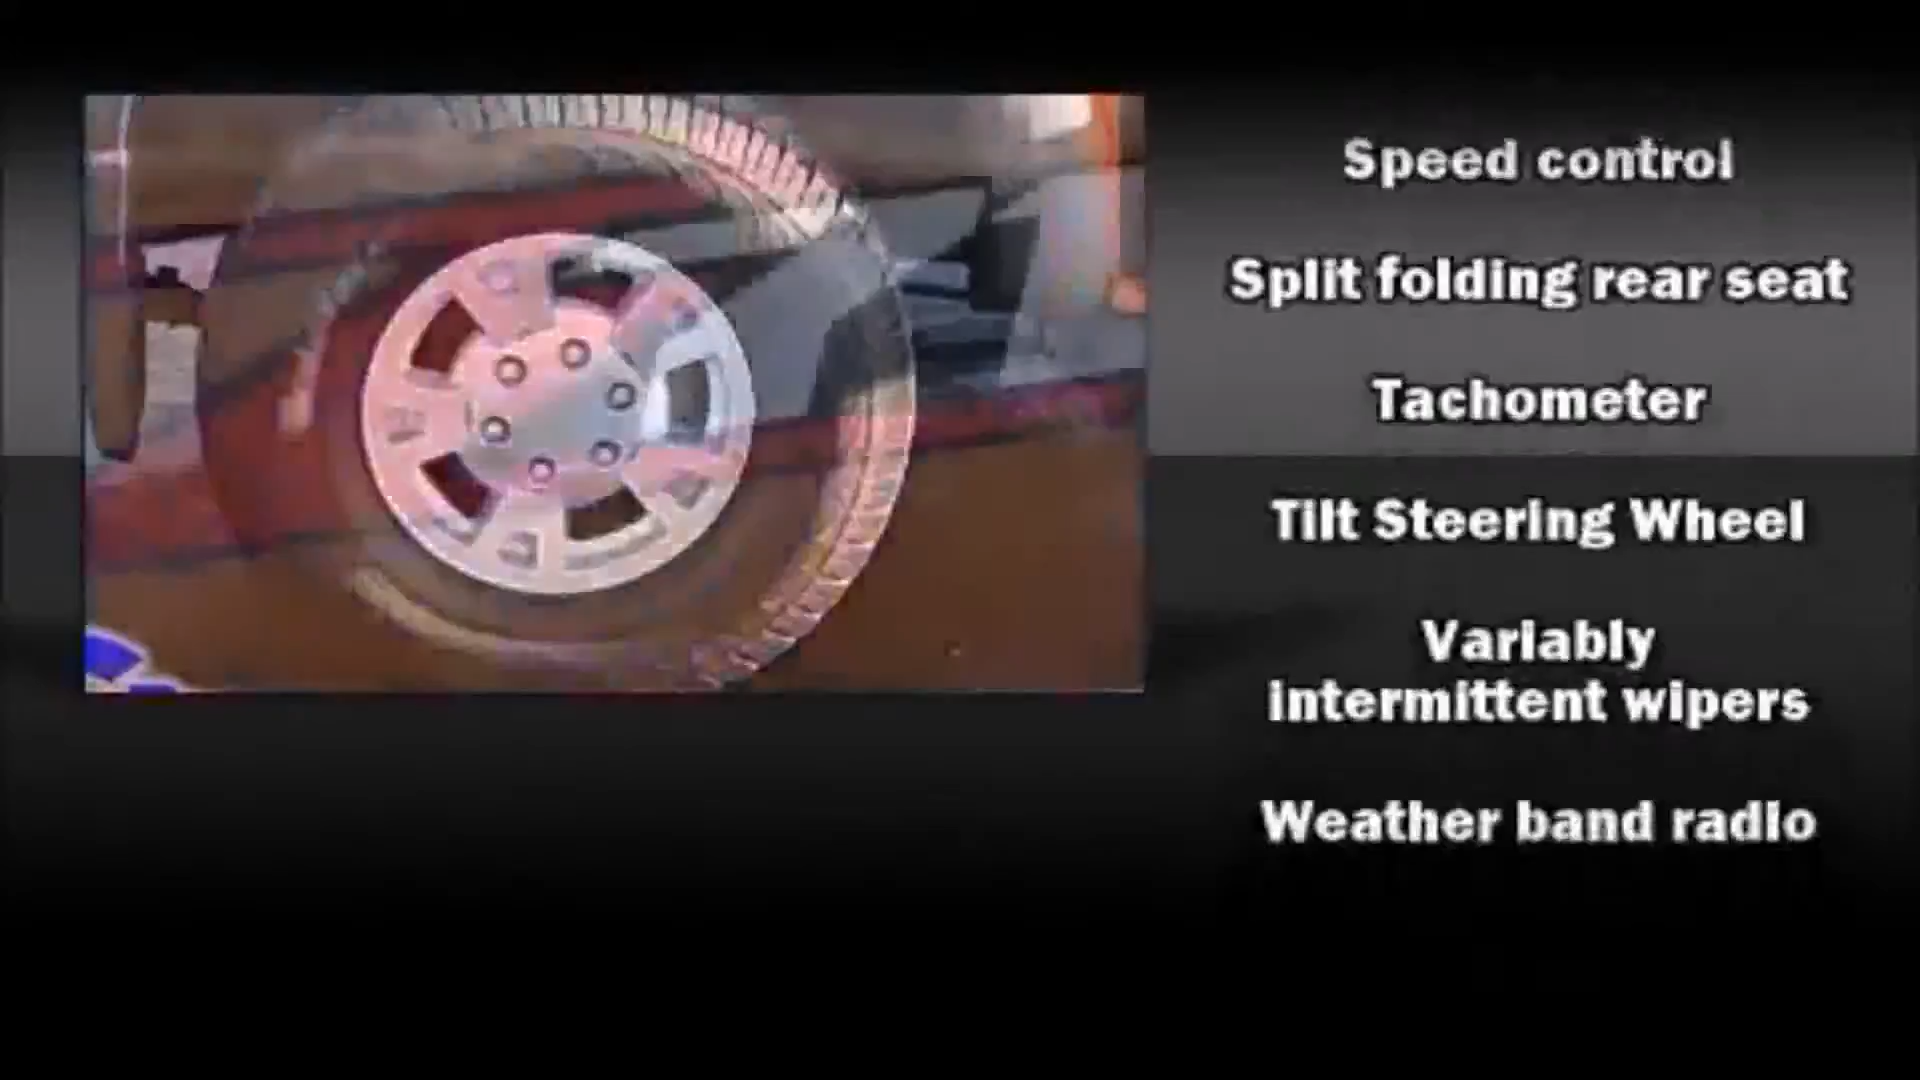 Speed control
Split folding rear seat
Tachometer
Tilt Steering Wheel
Variably
intermittent wipers
Weather band radio